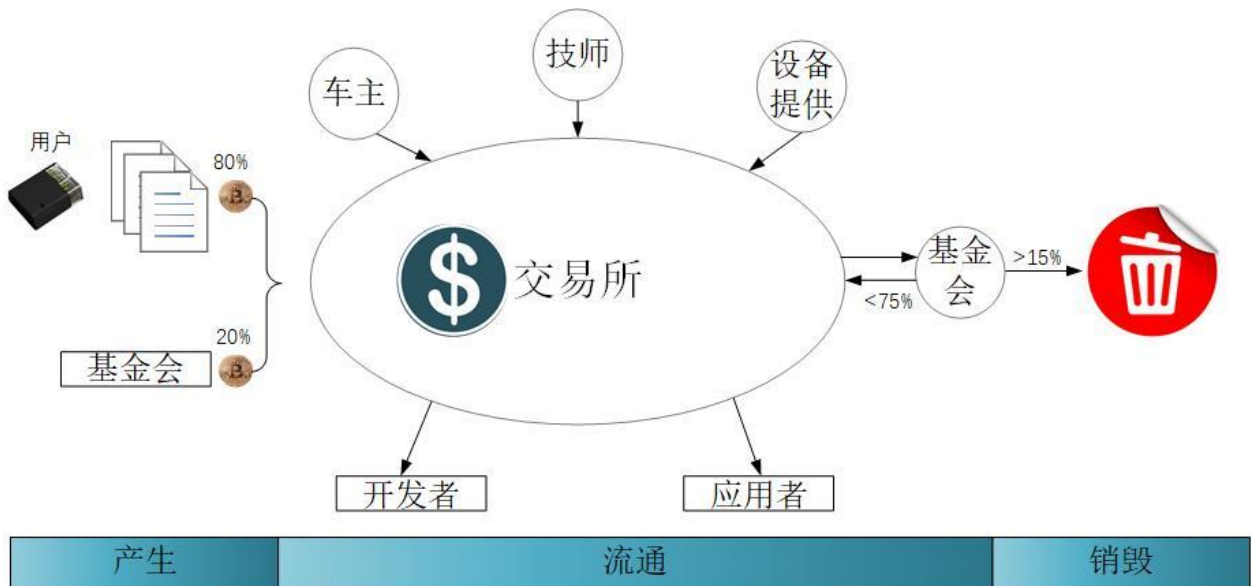 技师
车主
设备
提供
用户
80%
交易所
基金
会
>15%
<75%
20%
基金会
开发者
应用者
产生
流通
销毁